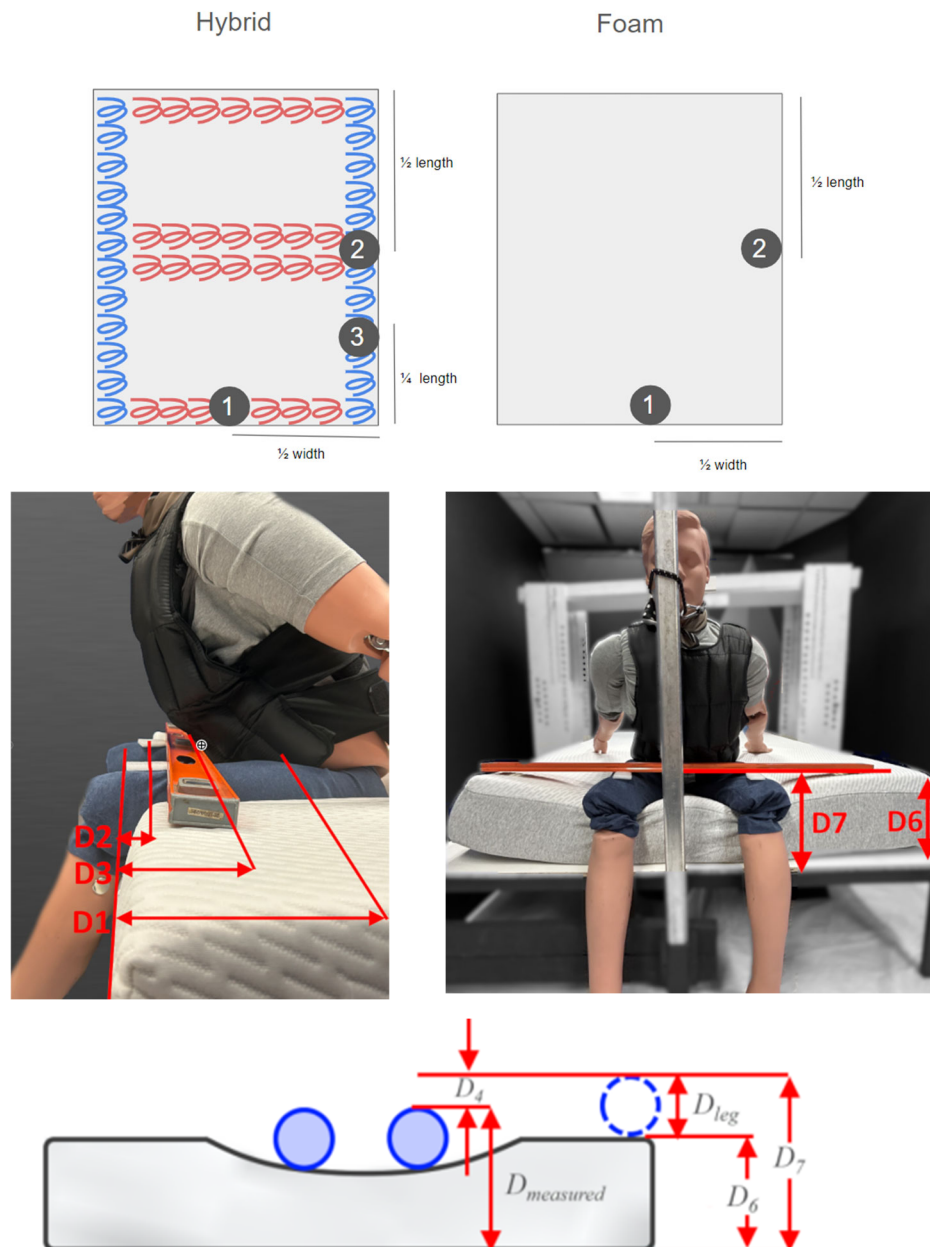 Hybrid
Foam
½ length
½ length
2
2
3
¼ length
1
1
½ width
½ width
D2
D3
D1
D7
D6
D4
Dleg
D7
Dmeasured
D6